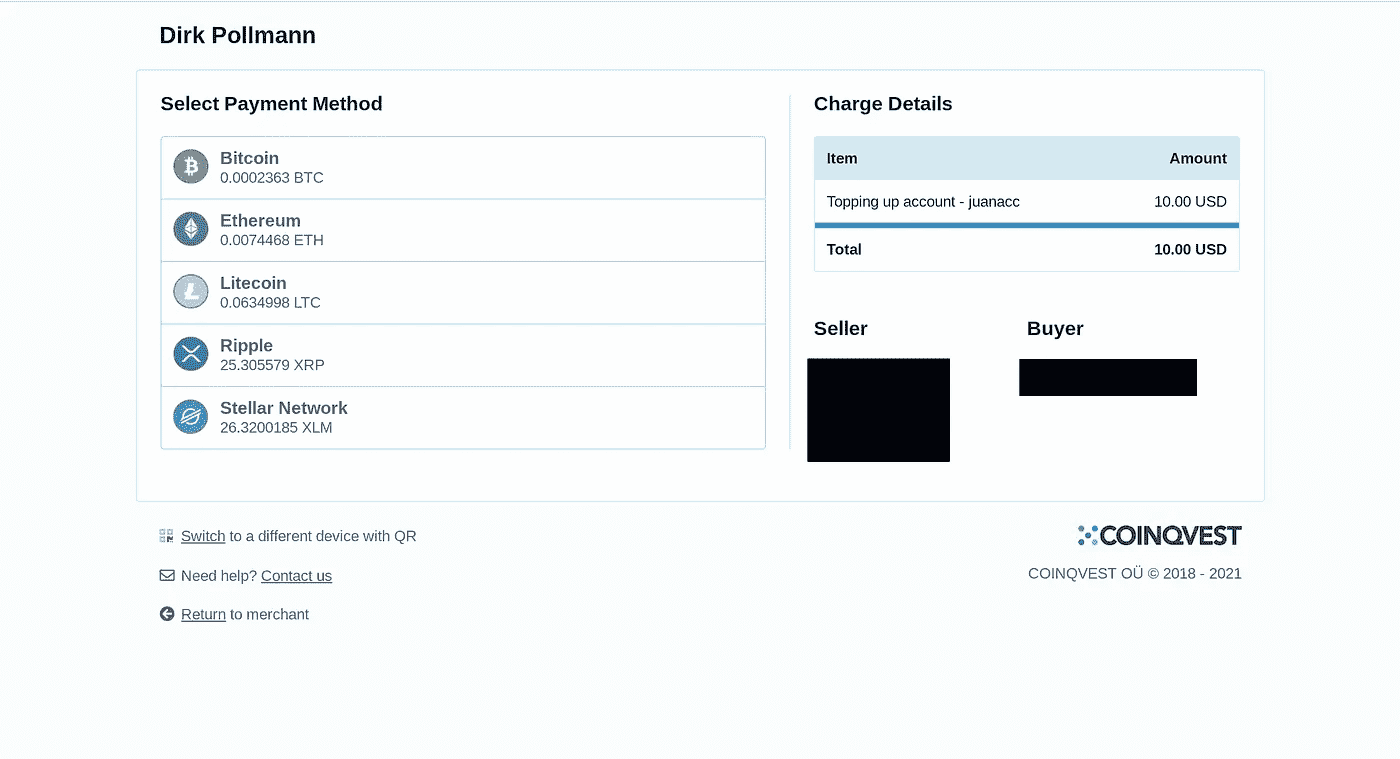 Dirk Pollmann
Select Payment Method
Bitcoin
0.0002363 BTC
Ethereum
0.0074468 ETH
Litecoin
0.0634998 LTC
Ripple
25.305579 XRP
Stellar Network
26.3200185 XLM
Charge Details
Item Amount
Topping up account - juanacc 10.00 USD
Total 10.00 USD
Seller Buyer
Switch to a different device with QR
Need help? Contact us
Return to merchant
COINQVEST
COINQVEST OÜ © 2018 - 2021